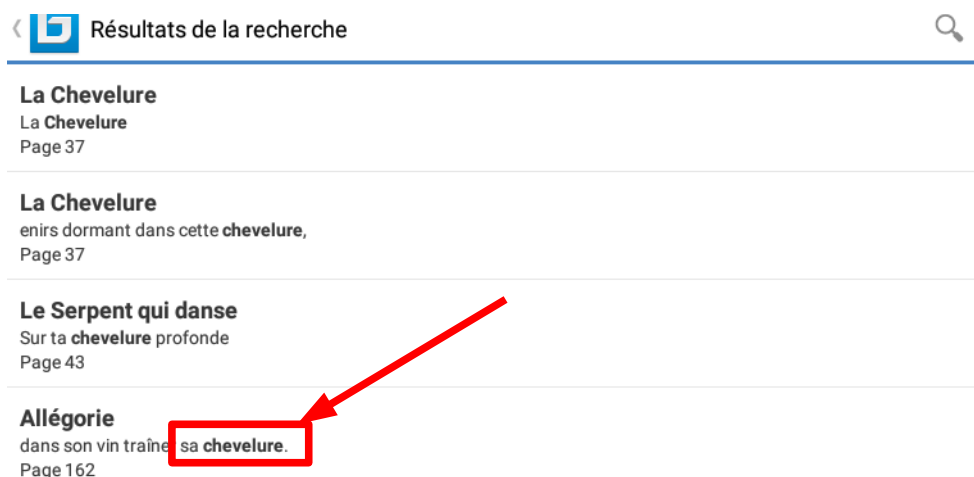 Résultats de la recherche
La Chevelure
La Chevelure
Page 37
La Chevelure
enirs dormant dans cette chevelure,
Page 37
Le Serpent qui danse
Sur ta chevelure profonde
Page 43
Allégorie
dans son vin traîner sa chevelure.
Page 162